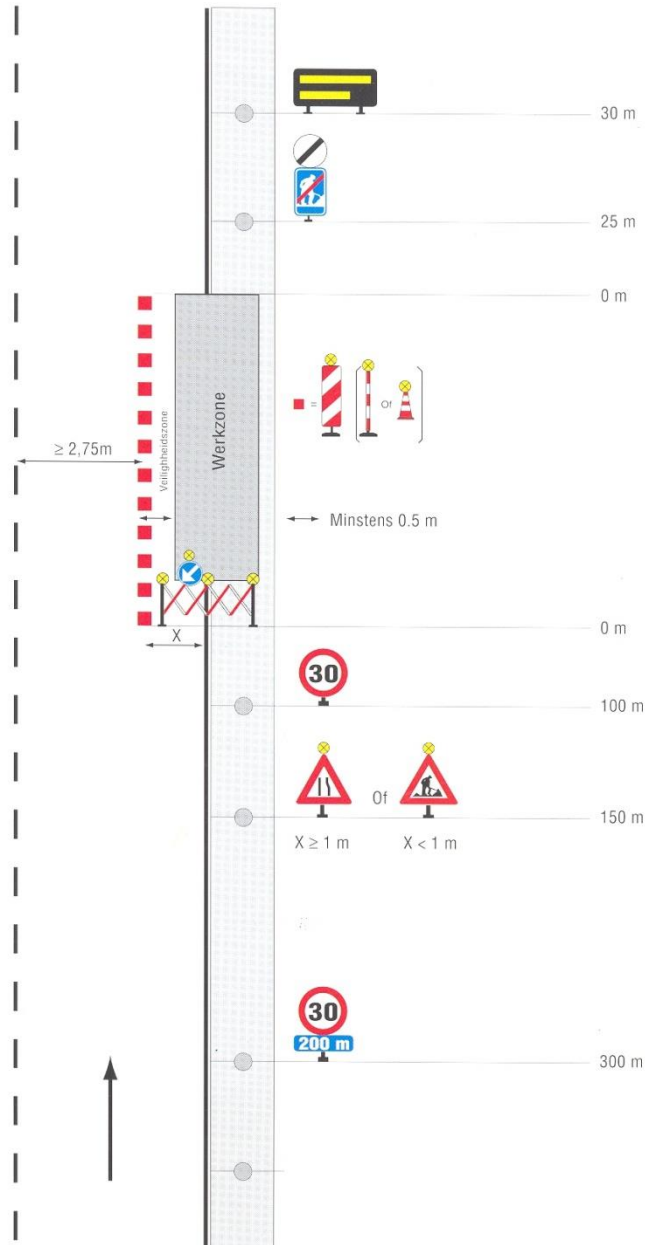 30 m
25 m
0 m
Werkzone
Veilighheidszone
≥ 2,75m
= Of
Minstens 0.5 m
X
0 m
30
100 m
Of
150 m
X ≥ 1 m X < 1 m
30
200 m
300 m